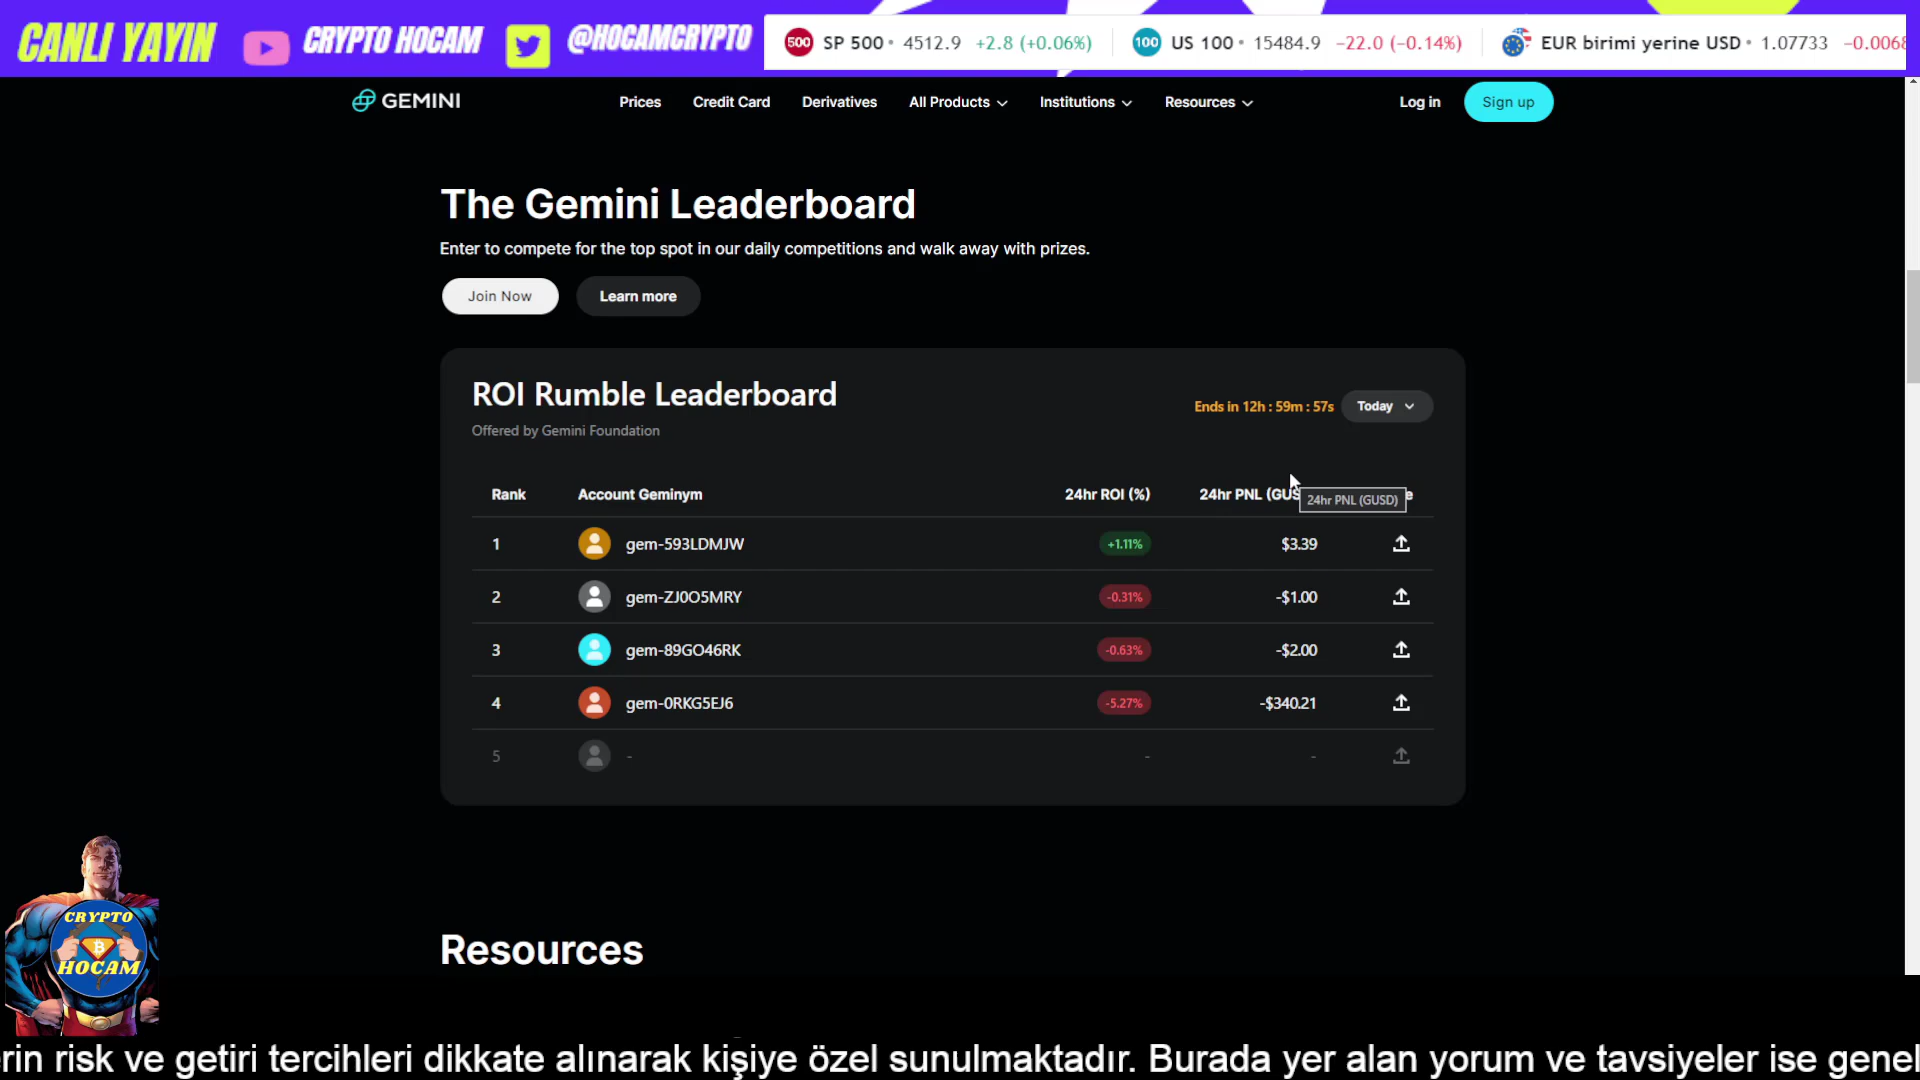 CANLI YAYIN CRYPTO HOCAM @HOCAMCRYPTO 500 SP 500 • 4512.9 +2.8 (+0.06%) 100 US 100 • 15484.9 −22.0 (−0.14%) EUR birimi yerine USD • 1.07733 −0.0068
GEMINI Prices Credit Card Derivatives All Products Institutions Resources Log in Sign up
The Gemini Leaderboard
Enter to compete for the top spot in our daily competitions and walk away with prizes.
Join Now Learn more
ROI Rumble Leaderboard
Ends in 12h : 59m : 57s Today
Offered by Gemini Foundation
Rank Account Geminym 24hr ROI (%) 24hr PNL (GUS
24hr PNL (GUSD)
1 gem-593LDMJW +1.11% $3.39
2 gem-ZJ0O5MRY -0.31% -$1.00
3 gem-89GO46RK -0.63% -$2.00
4 gem-0RKG5EJ6 -5.27% -$340.21
5 - - -
CRYPTO
HOCAM
Resources
rin risk ve getiri tercihleri dikkate alınarak kişiye özel sunulmaktadır. Burada yer alan yorum ve tavsiyeler ise genel